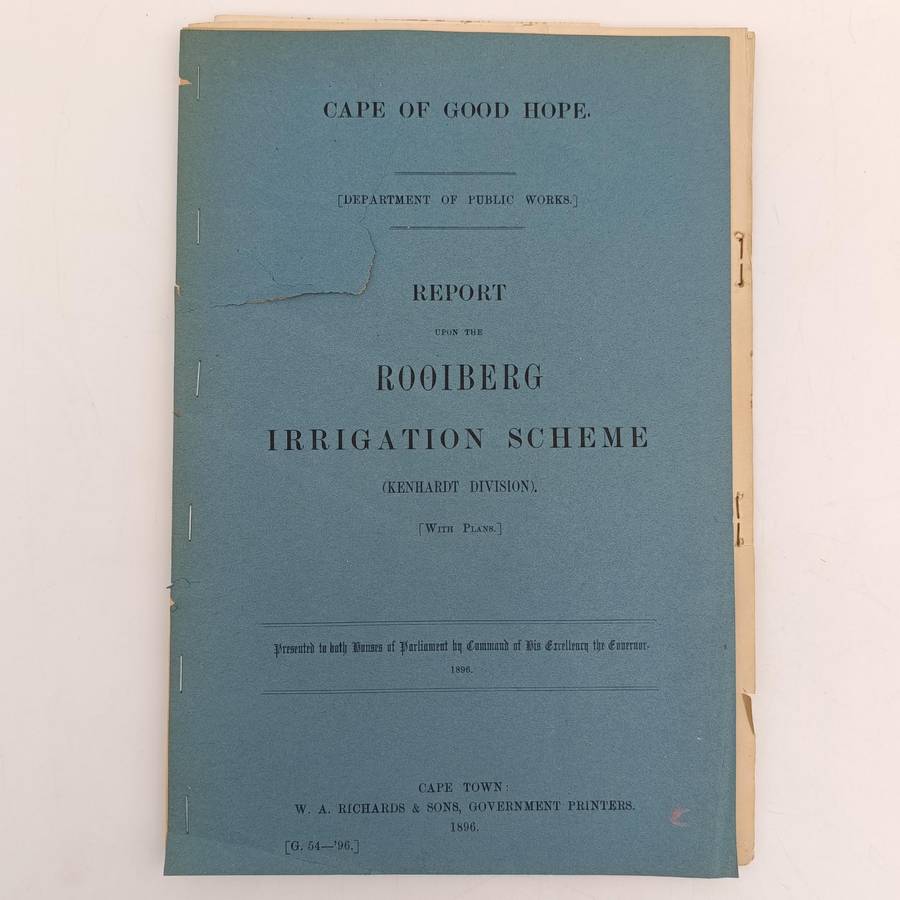 CAPE OF GOOD HOPE.
[DEPARTMENT OF PUBLIC WORKS.]
REPORT
UPON THE
ROOIBERG
IRRIGATION SCHEME
(KENHARDT DIVISION).
[WITH PLANS.]
Presented to both Houses of Parliament by Command of His Excellency the Governor.
1896.
CAPE TOWN:
W. A. RICHARDS & SONS, GOVERNMENT PRINTERS.
1896.
[G. 54—'96.]